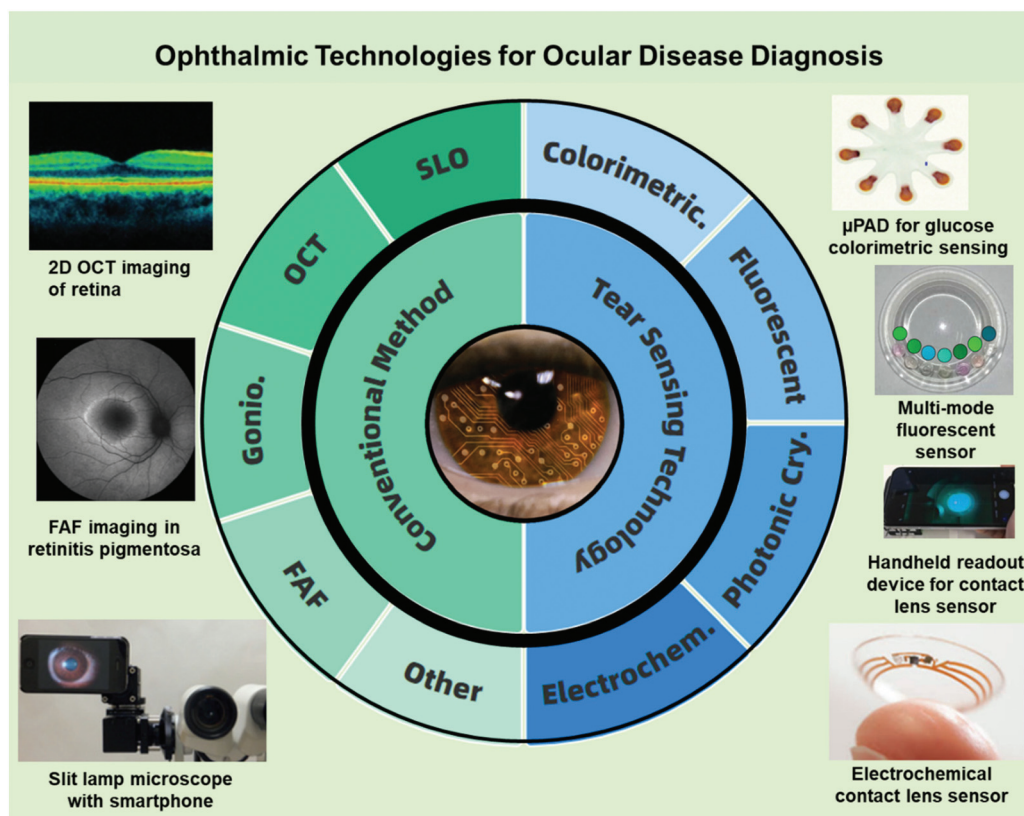 Ophthalmic Technologies for Ocular Disease Diagnosis
2D OCT imaging
of retina
FAF imaging in
retinitis pigmentosa
Slit lamp microscope
with smartphone
SLO
OCT
Gonio.
FAF
Other
Conventional Method
Colorimetric.
Fluorescent
Photonic Cry.
Electrochem.
Tear Sensing Technology
µPAD for glucose
colorimetric sensing
Multi-mode
fluorescent
sensor
Handheld readout
device for contact
lens sensor
Electrochemical
contact lens sensor